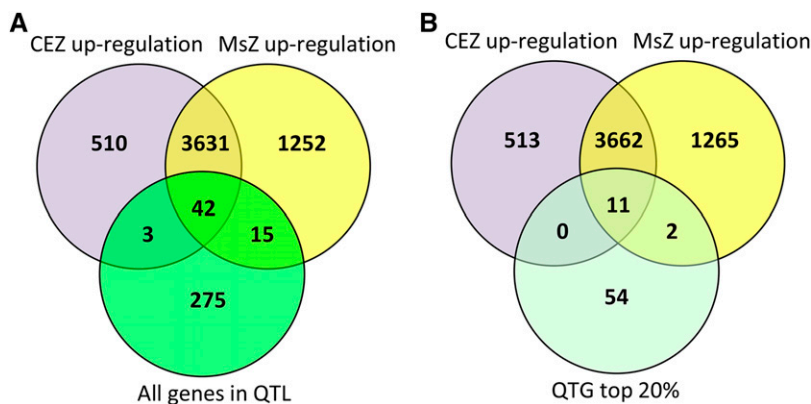 A
CEZ up-regulation
MsZ up-regulation
510
3631
1252
42
3
15
275
All genes in QTL
B
CEZ up-regulation
MsZ up-regulation
513
3662
1265
11
0
2
54
QTG top 20%